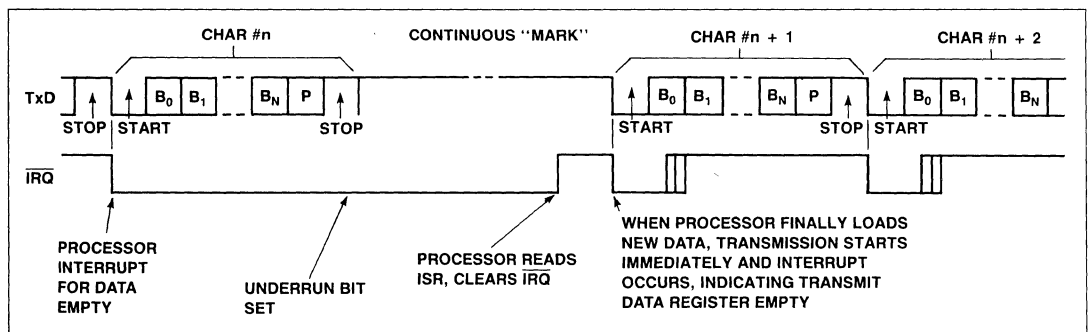 CHAR #n CONTINUOUS "MARK" CHAR #n + 1 CHAR #n + 2
TxD B0 B1 BN P B0 B1 BN P B0 B1 BN
STOP START STOP START STOP START
IRQ
PROCESSOR
INTERRUPT
FOR DATA
EMPTY
UNDERRUN BIT
SET
PROCESSOR READS
ISR, CLEARS IRQ
WHEN PROCESSOR FINALLY LOADS
NEW DATA, TRANSMISSION STARTS
IMMEDIATELY AND INTERRUPT
OCCURS, INDICATING TRANSMIT
DATA REGISTER EMPTY